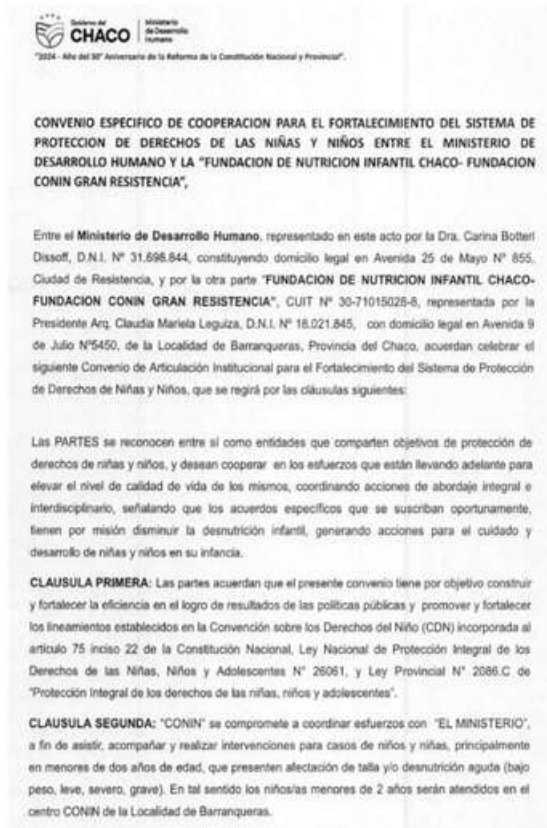 Gobierno del
CHACO
Ministerio
de Desarrollo
Humano
"2024 - Año del 30° Aniversario de la Reforma de la Constitución Nacional y Provincial".
CONVENIO ESPECIFICO DE COOPERACION PARA EL FORTALECIMIENTO DEL SISTEMA DE
PROTECCION DE DERECHOS DE LAS NIÑAS Y NIÑOS ENTRE EL MINISTERIO DE
DESARROLLO HUMANO Y LA "FUNDACION DE NUTRICION INFANTIL CHACO- FUNDACION
CONIN GRAN RESISTENCIA",
Entre el Ministerio de Desarrollo Humano, representado en este acto por la Dra. Carina Botteri
Dissoff, D.N.I. Nº 31.698.844, constituyendo domicilio legal en Avenida 25 de Mayo Nº 855,
Ciudad de Resistencia, y por la otra parte "FUNDACION DE NUTRICION INFANTIL CHACO-
FUNDACION CONIN GRAN RESISTENCIA", CUIT Nº 30-71015028-8, representada por la
Presidente Arq. Claudia Mariela Leguiza, D.N.I. Nº 18.021.845, con domicilio legal en Avenida 9
de Julio Nº5450, de la Localidad de Barranqueras, Provincia del Chaco, acuerdan celebrar el
siguiente Convenio de Articulación Institucional para el Fortalecimiento del Sistema de Protección
de Derechos de Niñas y Niños, que se regirá por las cláusulas siguientes:
Las PARTES se reconocen entre sí como entidades que comparten objetivos de protección de
derechos de niñas y niños, y desean cooperar en los esfuerzos que están llevando adelante para
elevar el nivel de calidad de vida de los mismos, coordinando acciones de abordaje integral e
interdisciplinario, señalando que los acuerdos específicos que se suscriban oportunamente,
tienen por misión disminuir la desnutrición infantil, generando acciones para el cuidado y
desarrollo de niñas y niños en su infancia.
CLAUSULA PRIMERA: Las partes acuerdan que el presente convenio tiene por objetivo construir
y fortalecer la eficiencia en el logro de resultados de las políticas públicas y promover y fortalecer
los lineamientos establecidos en la Convención sobre los Derechos del Niño (CDN) incorporada al
artículo 75 inciso 22 de la Constitución Nacional, Ley Nacional de Protección Integral de los
Derechos de las Niñas, Niños y Adolescentes N° 26061, y Ley Provincial N° 2086.C de
"Protección Integral de los derechos de las niñas, niños y adolescentes".
CLAUSULA SEGUNDA: "CONIN" se compromete a coordinar esfuerzos con "EL MINISTERIO",
a fin de asistir, acompañar y realizar intervenciones para casos de niños y niñas, principalmente
en menores de dos años de edad, que presenten afectación de talla y/o desnutrición aguda (bajo
peso, leve, severo, grave). En tal sentido los niños/as menores de 2 años serán atendidos en el
centro CONIN de la Localidad de Barranqueras.